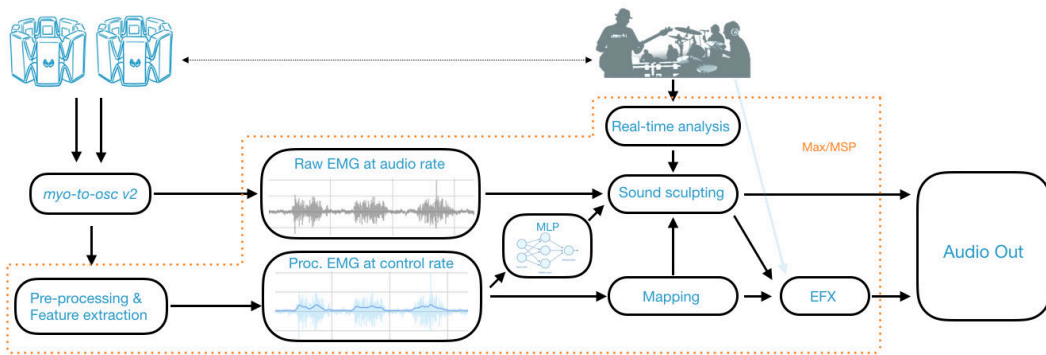 Real-time analysis
Max/MSP
Raw EMG at audio rate
myo-to-osc v2
Sound sculpting
MLP
Audio Out
Proc. EMG at control rate
Pre-processing &
Feature extraction
Mapping
EFX